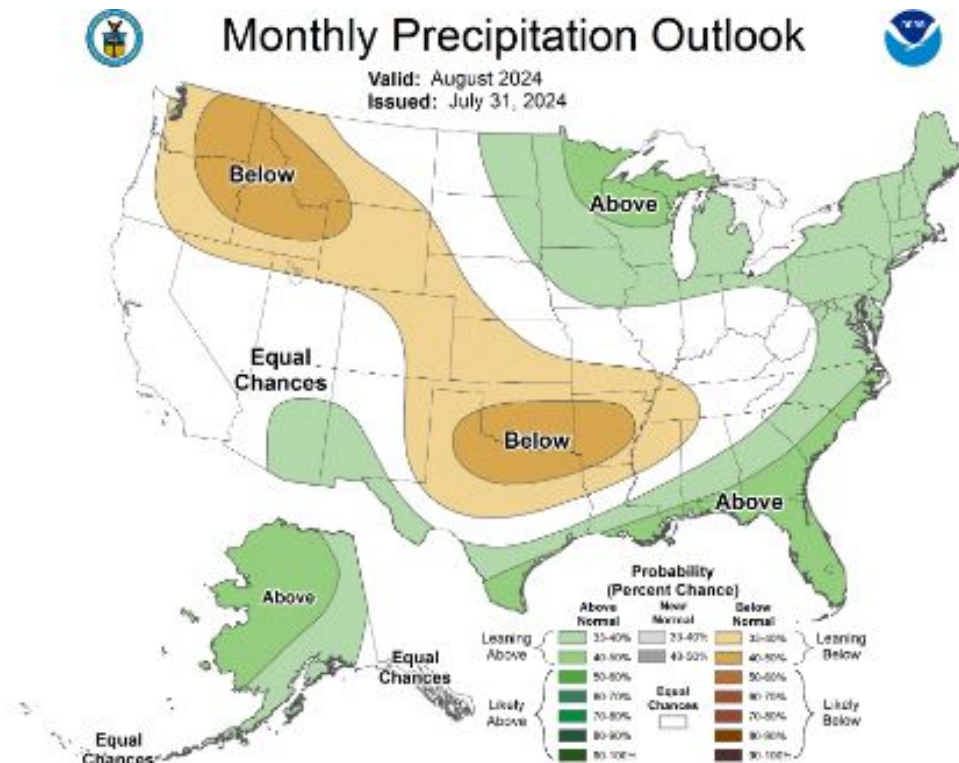 Monthly Precipitation Outlook
Valid: August 2024
Issued: July 31, 2024
Below
Above
Equal
Chances
Below
Above
Above
Equal
Chances
Equal
Chances
Probability
(Percent Chance)
Above
Normal
Near
Normal
Below
Normal
Leaning
Above
33-40%
33-40%
33-40%
Leaning
Below
40-50%
40-50%
40-50%
Likely
Above
50-60%
50-60%
Likely
Below
60-70%
60-70%
Equal
Chances
70-80%
70-80%
80-90%
80-90%
90-100%
90-100%